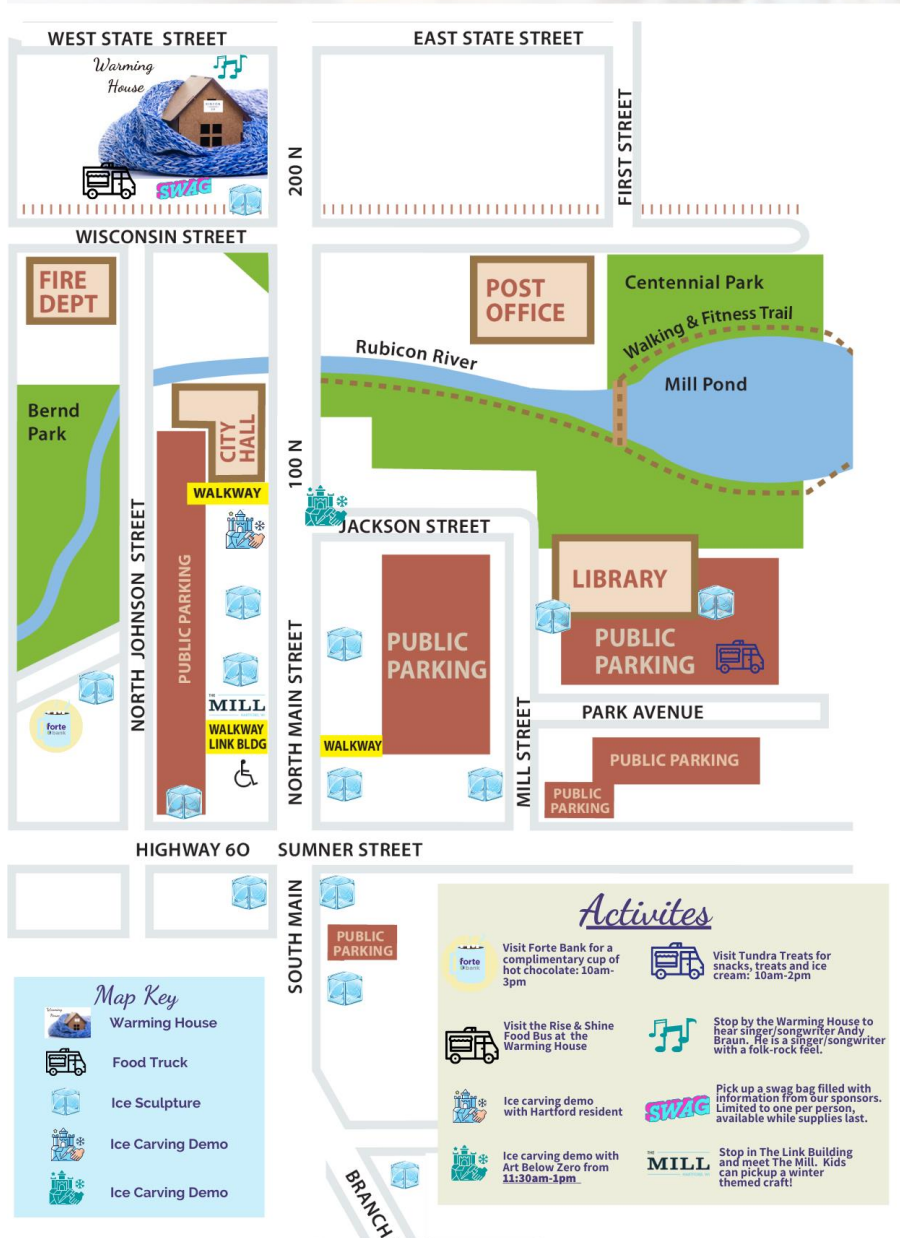 WEST STATE STREET
EAST STATE STREET
Warming
House
SWAG
200 N
FIRST STREET
WISCONSIN STREET
FIRE
DEPT
POST
OFFICE
Centennial Park
Walking & Fitness Trail
Rubicon River
Mill Pond
Bernd
Park
CITY
HALL
100 N
WALKWAY
JACKSON STREET
NORTH JOHNSON STREET
PUBLIC PARKING
LIBRARY
PUBLIC
PARKING
PUBLIC
PARKING
NORTH MAIN STREET
THE
MILL
WALKWAY
LINK BLDG
WALKWAY
forte
bank
MILL STREET
PARK AVENUE
PUBLIC PARKING
PUBLIC
PARKING
HIGHWAY 60
SUMNER STREET
SOUTH MAIN
PUBLIC
PARKING
BRANCH
Map Key
Warming House
Food Truck
Ice Sculpture
Ice Carving Demo
Ice Carving Demo
Activites
forte
bank
Visit Forte Bank for a
complimentary cup of
hot chocolate: 10am-
3pm
Visit the Rise & Shine
Food Bus at the
Warming House
Ice carving demo
with Hartford resident
Ice carving demo with
Art Below Zero from
11:30am-1pm
Visit Tundra Treats for
snacks, treats and ice
cream: 10am-2pm
Stop by the Warming House to
hear singer/songwriter Andy
Braun. He is a singer/songwriter
with a folk-rock feel.
SWAG
Pick up a swag bag filled with
information from our sponsors.
Limited to one per person,
available while supplies last.
THE
MILL
Stop in The Link Building
and meet The Mill. Kids
can pickup a winter
themed craft!